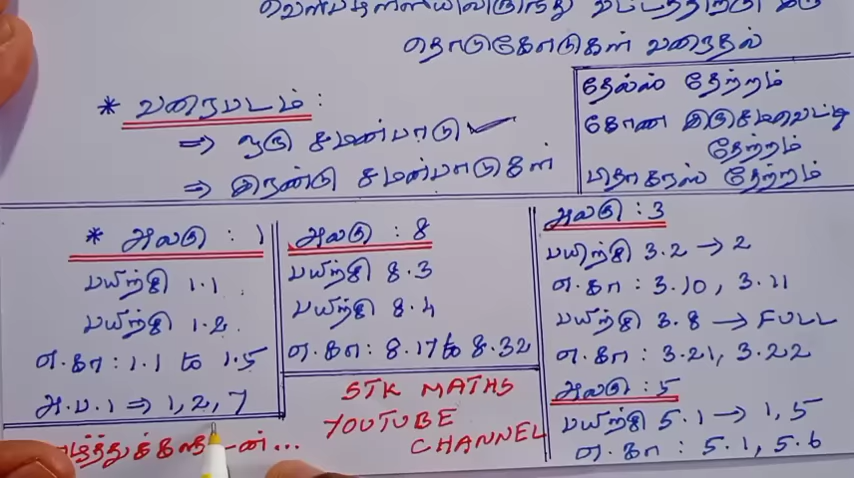 வட்டத்திற்கு இரு
தொடுகோடுகள் வரைதல்
* வரைபடம் :
⇒ ஒரு சமன்பாடு ✓
⇒ இரண்டு சமன்பாடுகள்
தேல்ஸ் தேற்றம்
கோண இருசமவெட்டி
தேற்றம்
பிதாகரஸ் தேற்றம்
* அலகு : 1
பயிற்சி 1.1
பயிற்சி 1.2
எ.கா : 1.1 to 1.5
அ.ப.1 ⇒ 1, 2, 7
அலகு : 8
பயிற்சி 8.3
பயிற்சி 8.4
எ.கா : 8.17 to 8.32
அலகு : 3
பயிற்சி 3.2 → 2
எ.கா : 3.10, 3.11
பயிற்சி 3.8 → FULL
எ.கா : 3.21, 3.22
அலகு : 5
பயிற்சி 5.1 → 1, 5
எ.கா : 5.1, 5.6
STK MATHS
YOUTUBE
CHANNEL